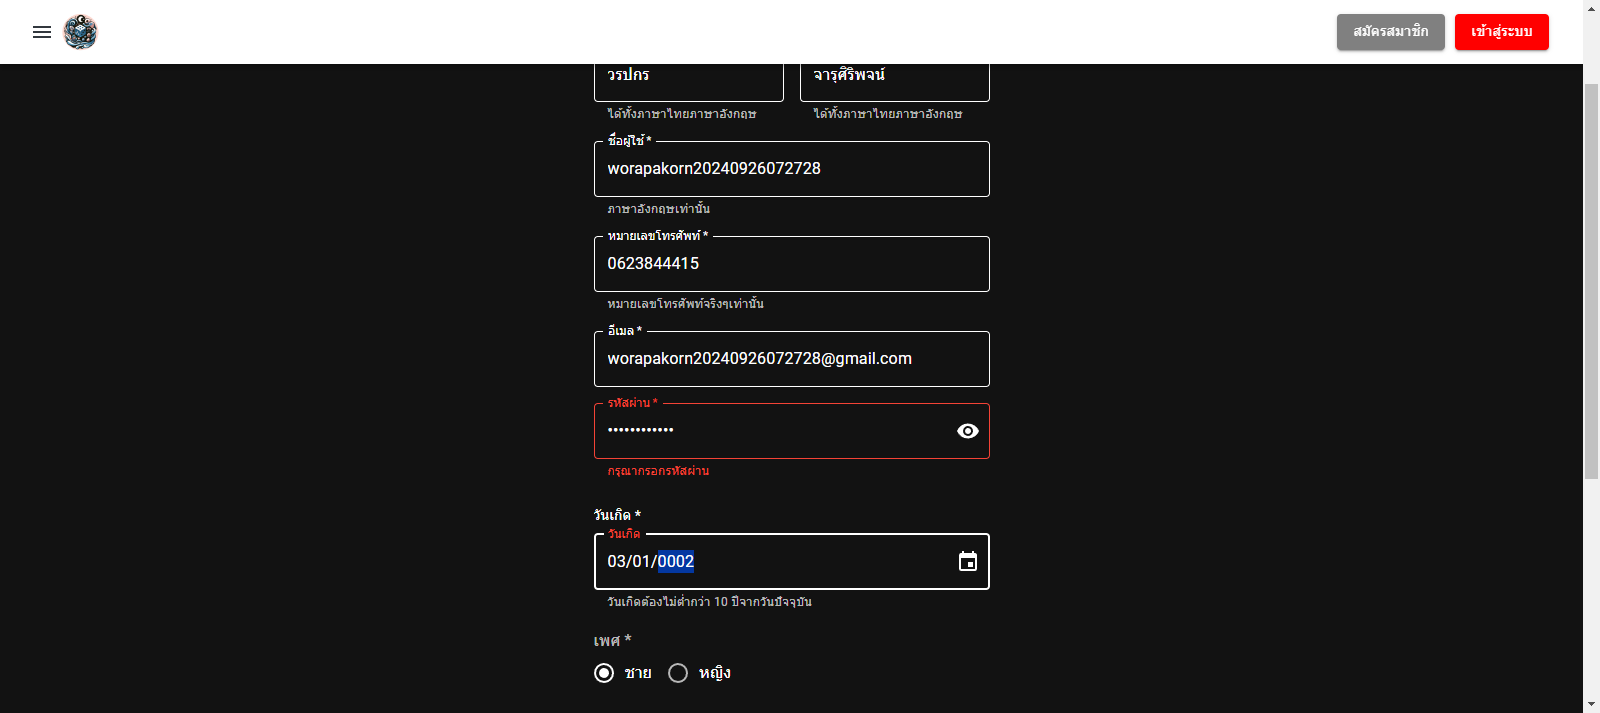 สมัครสมาชิก
เข้าสู่ระบบ
วรปกร
จารุศิริพจน์
ได้ทั้งภาษาไทยภาษาอังกฤษ
ได้ทั้งภาษาไทยภาษาอังกฤษ
ชื่อผู้ใช้ *
worapakorn20240926072728
ภาษาอังกฤษเท่านั้น
หมายเลขโทรศัพท์ *
0623844415
หมายเลขโทรศัพท์จริงๆเท่านั้น
อีเมล *
worapakorn20240926072728@gmail.com
รหัสผ่าน *
••••••••••••
กรุณากรอกรหัสผ่าน
วันเกิด *
วันเกิด
03/01/0002
วันเกิดต้องไม่ต่ำกว่า 10 ปีจากวันปัจจุบัน
เพศ *
ชาย
หญิง